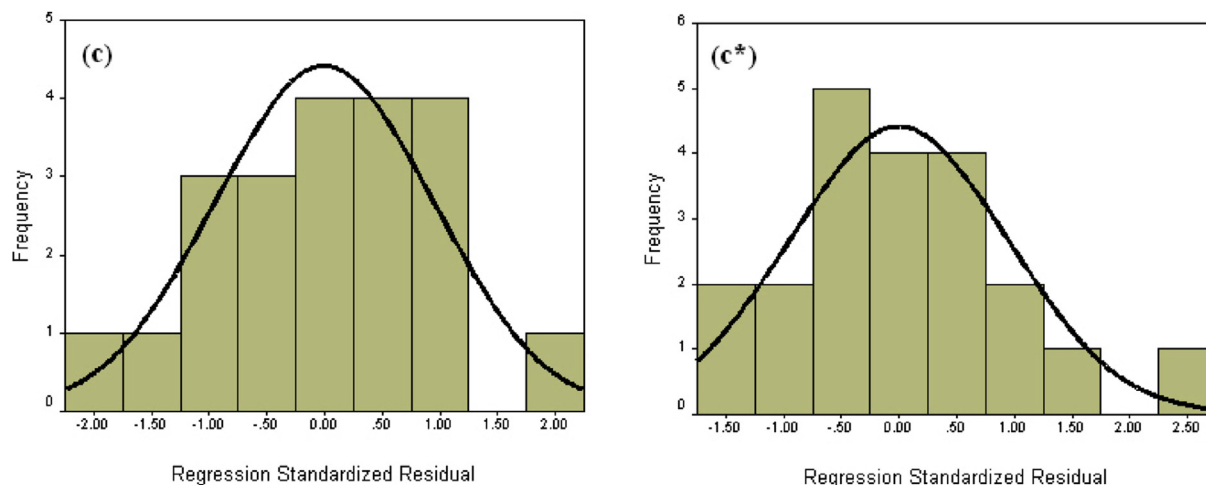 (c)
5
4
3
2
1
0
Frequency
-2.00 -1.50 -1.00 -.50 0.00 .50 1.00 1.50 2.00
Regression Standardized Residual
(c*)
6
5
4
3
2
1
0
Frequency
-1.50 -1.00 -.50 0.00 .50 1.00 1.50 2.00 2.50
Regression Standardized Residual